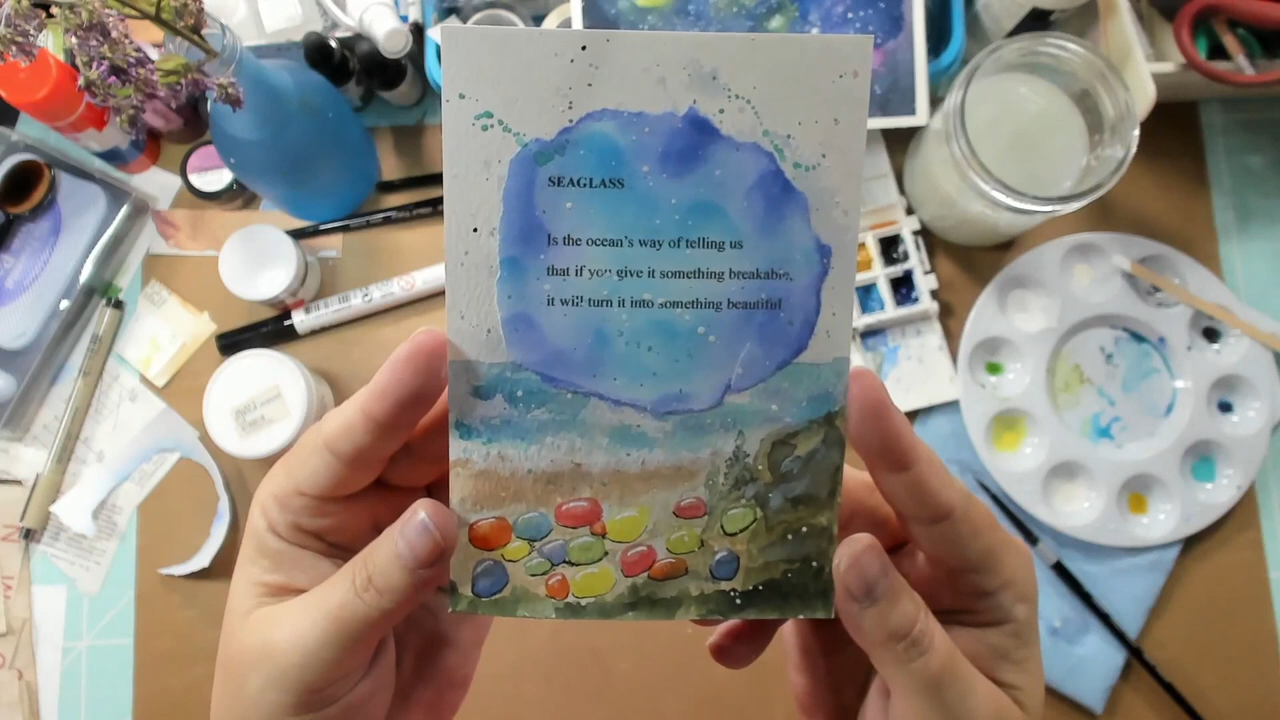 SEAGLASS
Is the ocean's way of telling us
that if you give it something breakable,
it will turn it into something beautiful